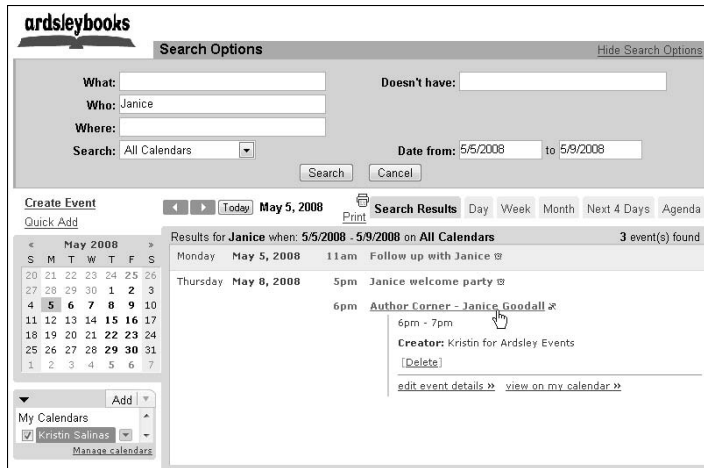 ardsleybooks
Search Options Hide Search Options
What: Doesn't have:
Who: Janice
Where:
Search: All Calendars Date from: 5/5/2008 to 5/9/2008
Search Cancel
Create Event
Quick Add
Today May 5, 2008 Print Search Results Day Week Month Next 4 Days Agenda
Results for Janice when: 5/5/2008 - 5/9/2008 on All Calendars 3 event(s) found
« May 2008 »
S M T W T F S
20 21 22 23 24 25 26
27 28 29 30 1 2 3
4 5 6 7 8 9 10
11 12 13 14 15 16 17
18 19 20 21 22 23 24
25 26 27 28 29 30 31
1 2 3 4 5 6 7
Monday May 5, 2008 11am Follow up with Janice
Thursday May 8, 2008 5pm Janice welcome party
6pm Author Corner - Janice Goodall
6pm - 7pm
Creator: Kristin for Ardsley Events
[Delete]
edit event details » view on my calendar »
Add
My Calendars
Kristin Salinas
Manage calendars